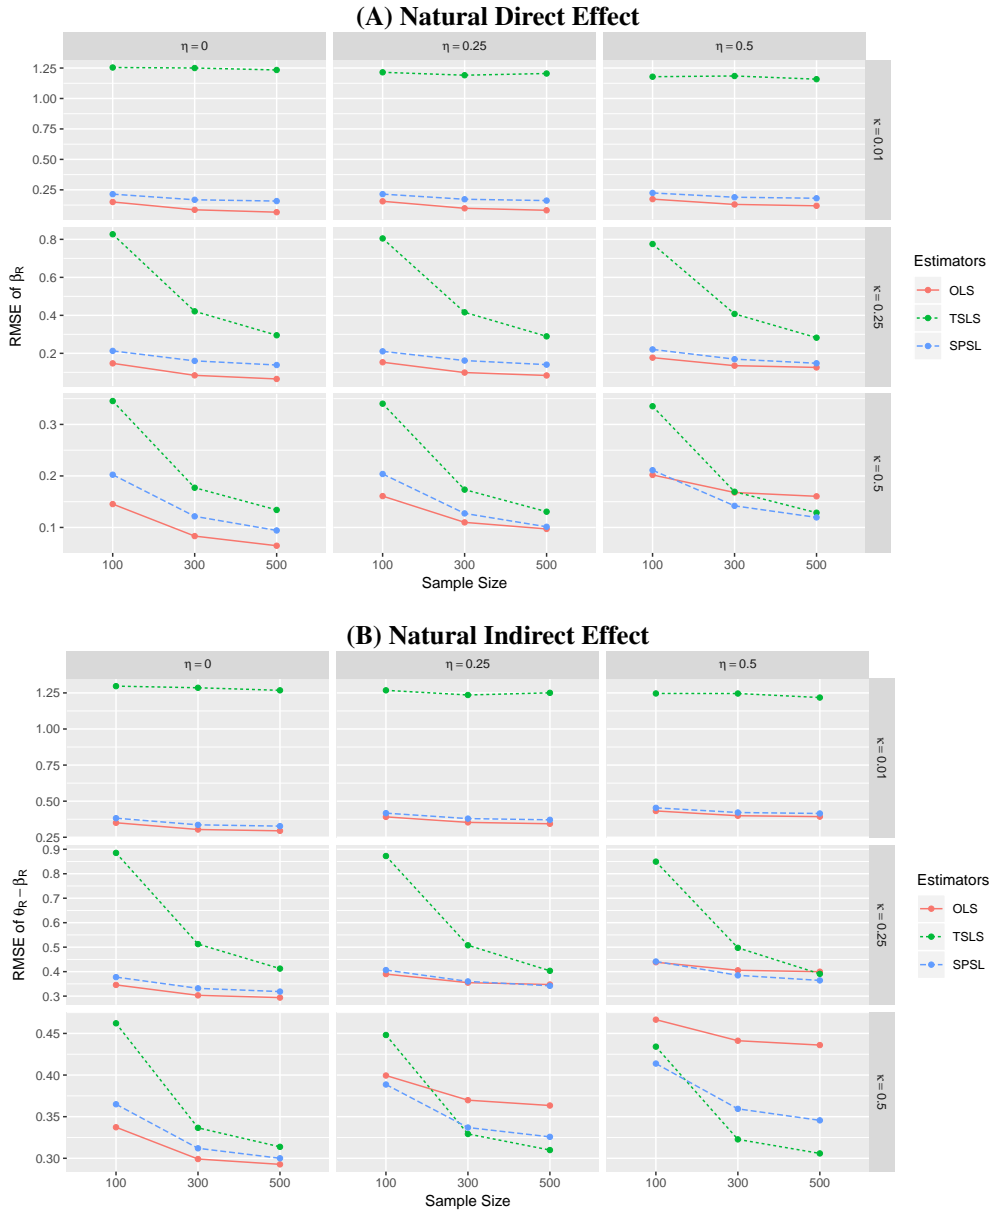 (A) Natural Direct Effect
η = 0
η = 0.25
η = 0.5
1.25
1.00
0.75
0.50
0.25
κ = 0.01
0.8
0.6
0.4
0.2
κ = 0.25
0.3
0.2
0.1
κ = 0.5
RMSE of βR
100 300 500
100 300 500
100 300 500
Sample Size
Estimators
OLS
TSLS
SPSL
(B) Natural Indirect Effect
η = 0
η = 0.25
η = 0.5
1.25
1.00
0.75
0.50
0.25
κ = 0.01
0.9
0.8
0.7
0.6
0.5
0.4
0.3
κ = 0.25
0.45
0.40
0.35
0.30
κ = 0.5
RMSE of θR − βR
100 300 500
100 300 500
100 300 500
Sample Size
Estimators
OLS
TSLS
SPSL